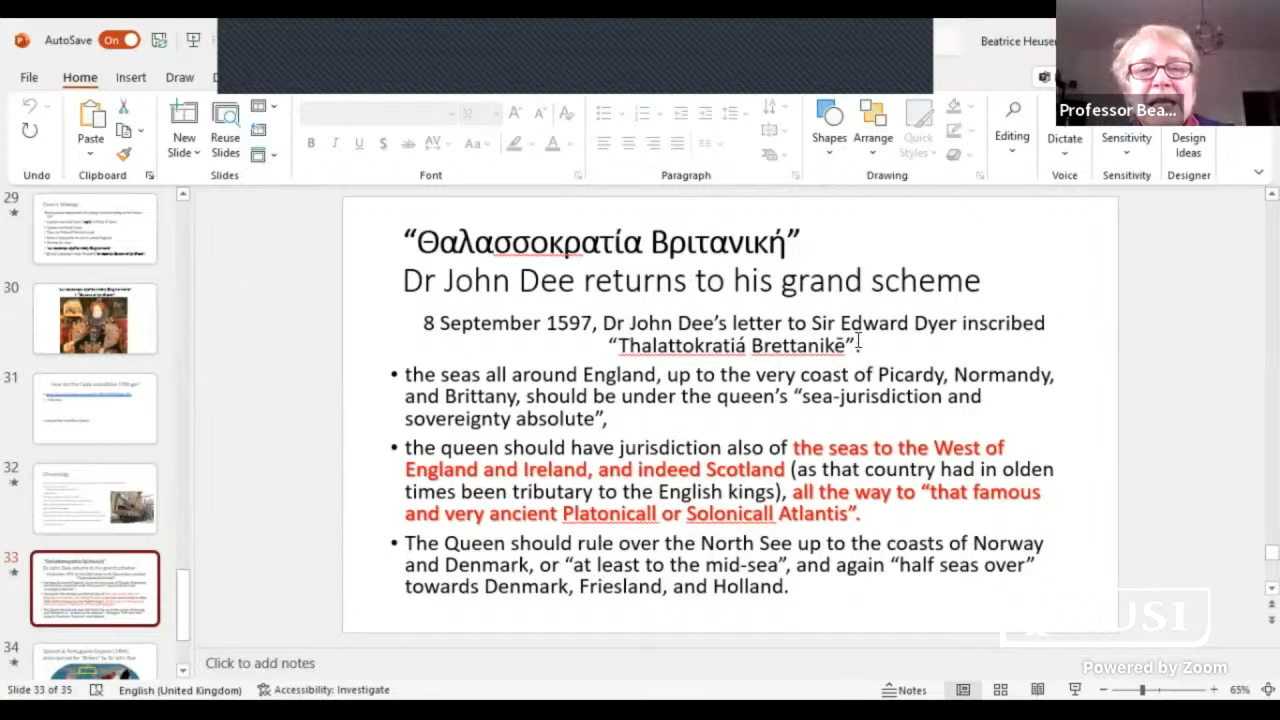 AutoSave On
Beatrice Heuser
File Home Insert Draw
Professor Bea...
Paste
New
Slide
Reuse
Slides
B I U S AV Aa A
Shapes Arrange Quick
Styles
Editing Dictate Sensitivity Design
Ideas
Undo Clipboard Slides Font Paragraph Drawing Voice Sensitivity Designer
29
30
31
32
33
34
“Θαλασσοκρατία Βριτανική”
Dr John Dee returns to his grand scheme
8 September 1597, Dr John Dee’s letter to Sir Edward Dyer inscribed
“Thalattokratiá Brettanikē”.
• the seas all around England, up to the very coast of Picardy, Normandy,
and Brittany, should be under the queen’s “sea-jurisdiction and
sovereignty absolute”,
• the queen should have jurisdiction also of the seas to the West of
England and Ireland, and indeed Scotland (as that country had in olden
times been tributary to the English kings), all the way to “that famous
and very ancient Platonicall or Solonicall Atlantis”.
• The Queen should rule over the North See up to the coasts of Norway
and Denmark, or “at least to the mid-sea”, and again “half seas over”
towards Denmark, Friesland, and Holland.
RUSI
Powered by Zoom
Click to add notes
Slide 33 of 35 English (United Kingdom) Accessibility: Investigate Notes 65%